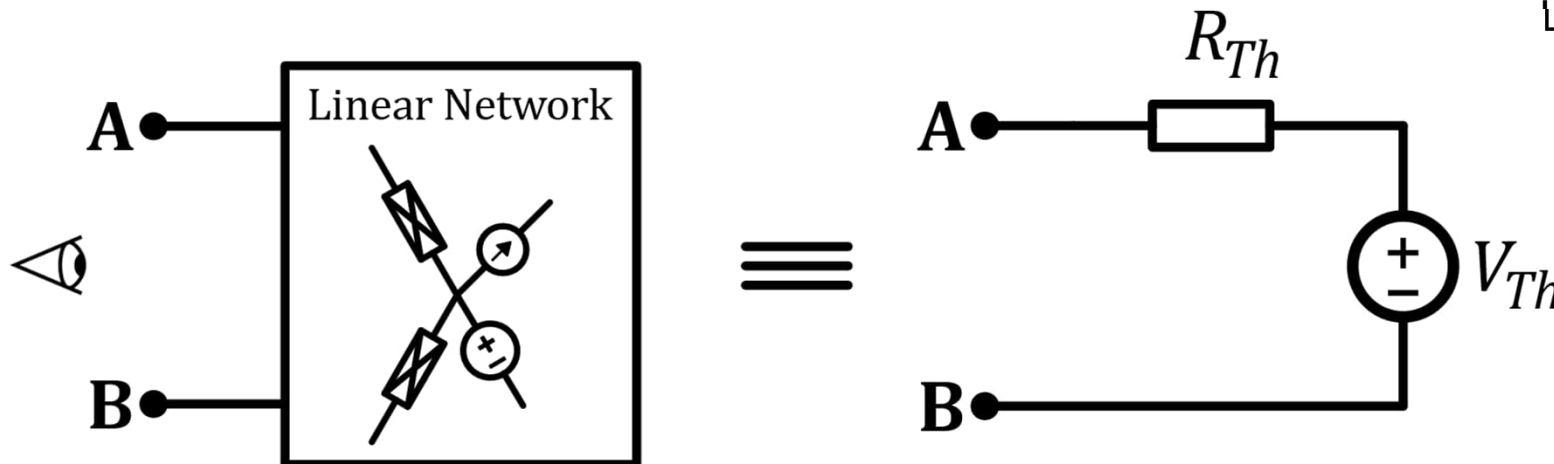 Linear Network
A
B
+
−
R_Th
A
B
+
−
V_Th